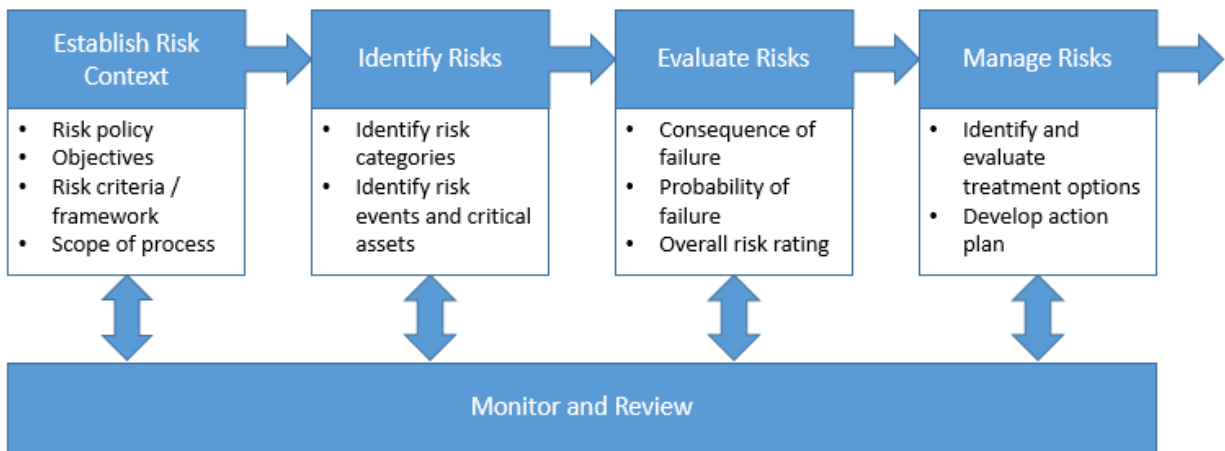 Establish Risk
Context
• Risk policy
• Objectives
• Risk criteria /
framework
• Scope of process
Identify Risks
• Identify risk
categories
• Identify risk
events and critical
assets
Evaluate Risks
• Consequence of
failure
• Probability of
failure
• Overall risk rating
Manage Risks
• Identify and
evaluate
treatment options
• Develop action
plan
Monitor and Review